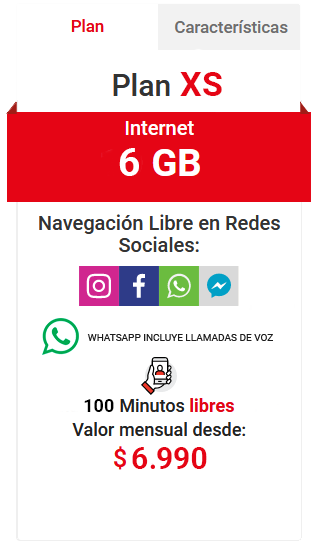 Plan
Características
Plan XS
Internet
6 GB
Navegación Libre en Redes
Sociales:
WHATSAPP INCLUYE LLAMADAS DE VOZ
100 Minutos libres
Valor mensual desde:
$ 6.990